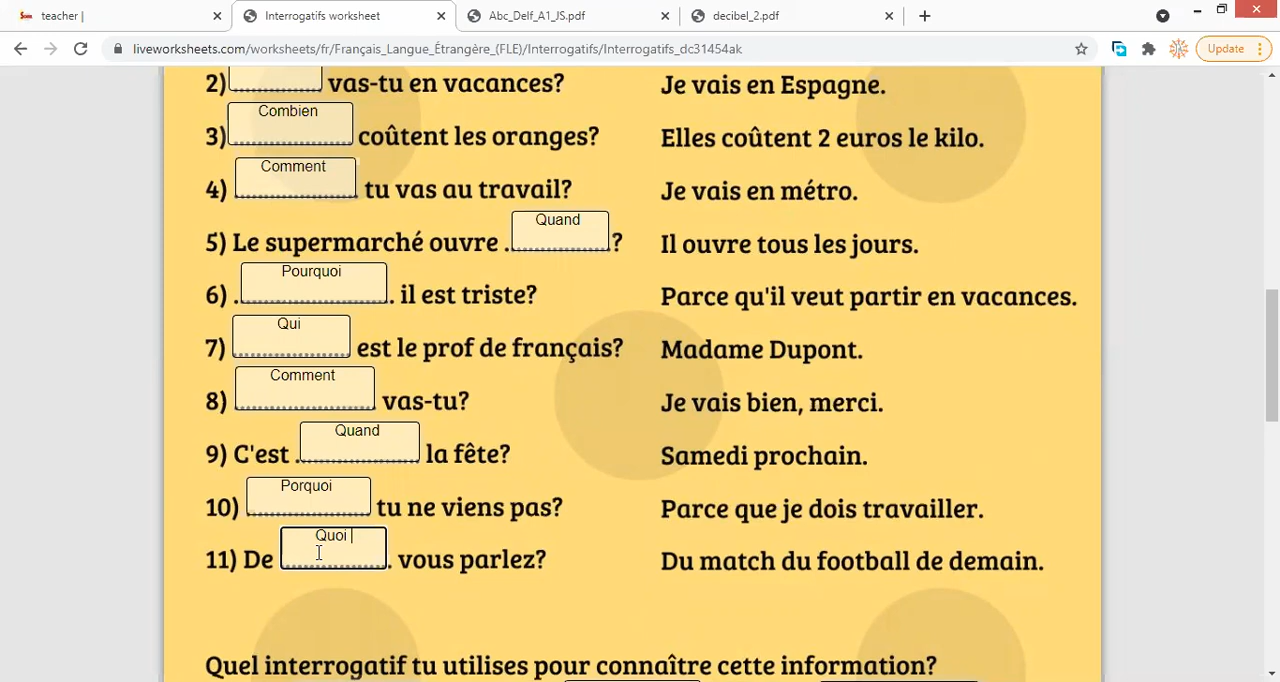 teacher | Interrogatifs worksheet Abc_Delf_A1_JS.pdf decibel_2.pdf
liveworksheets.com/worksheets/fr/Français_Langue_Étrangère_(FLE)/Interrogatifs/Interrogatifs_dc31454ak Update
2) vas-tu en vacances? Je vais en Espagne.
3) Combien coûtent les oranges? Elles coûtent 2 euros le kilo.
4) Comment tu vas au travail? Je vais en métro.
5) Le supermarché ouvre . Quand ? Il ouvre tous les jours.
6) . Pourquoi . il est triste? Parce qu'il veut partir en vacances.
7) Qui est le prof de français? Madame Dupont.
8) Comment vas-tu? Je vais bien, merci.
9) C'est . Quand la fête? Samedi prochain.
10) Porquoi tu ne viens pas? Parce que je dois travailler.
11) De Quoi . vous parlez? Du match du football de demain.
Quel interrogatif tu utilises pour connaître cette information?